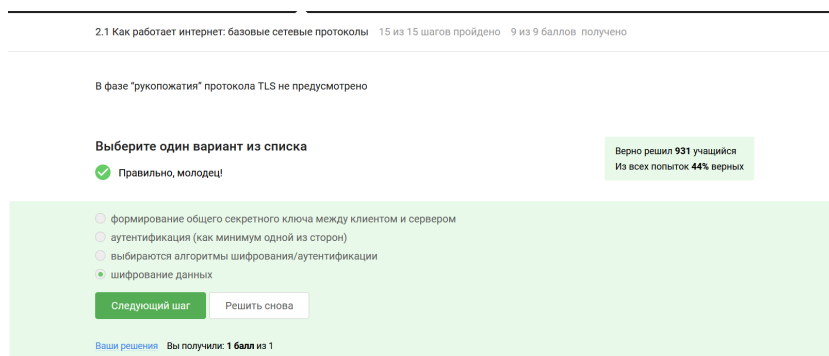 2.1 Как работает интернет: базовые сетевые протоколы 15 из 15 шагов пройдено 9 из 9 баллов получено
В фазе “рукопожатия” протокола TLS не предусмотрено
Выберите один вариант из списка
Правильно, молодец!
Верно решил 931 учащийся
Из всех попыток 44% верных
формирование общего секретного ключа между клиентом и сервером
аутентификация (как минимум одной из сторон)
выбираются алгоритмы шифрования/аутентификации
шифрование данных
Следующий шаг Решить снова
Ваши решения Вы получили: 1 балл из 1